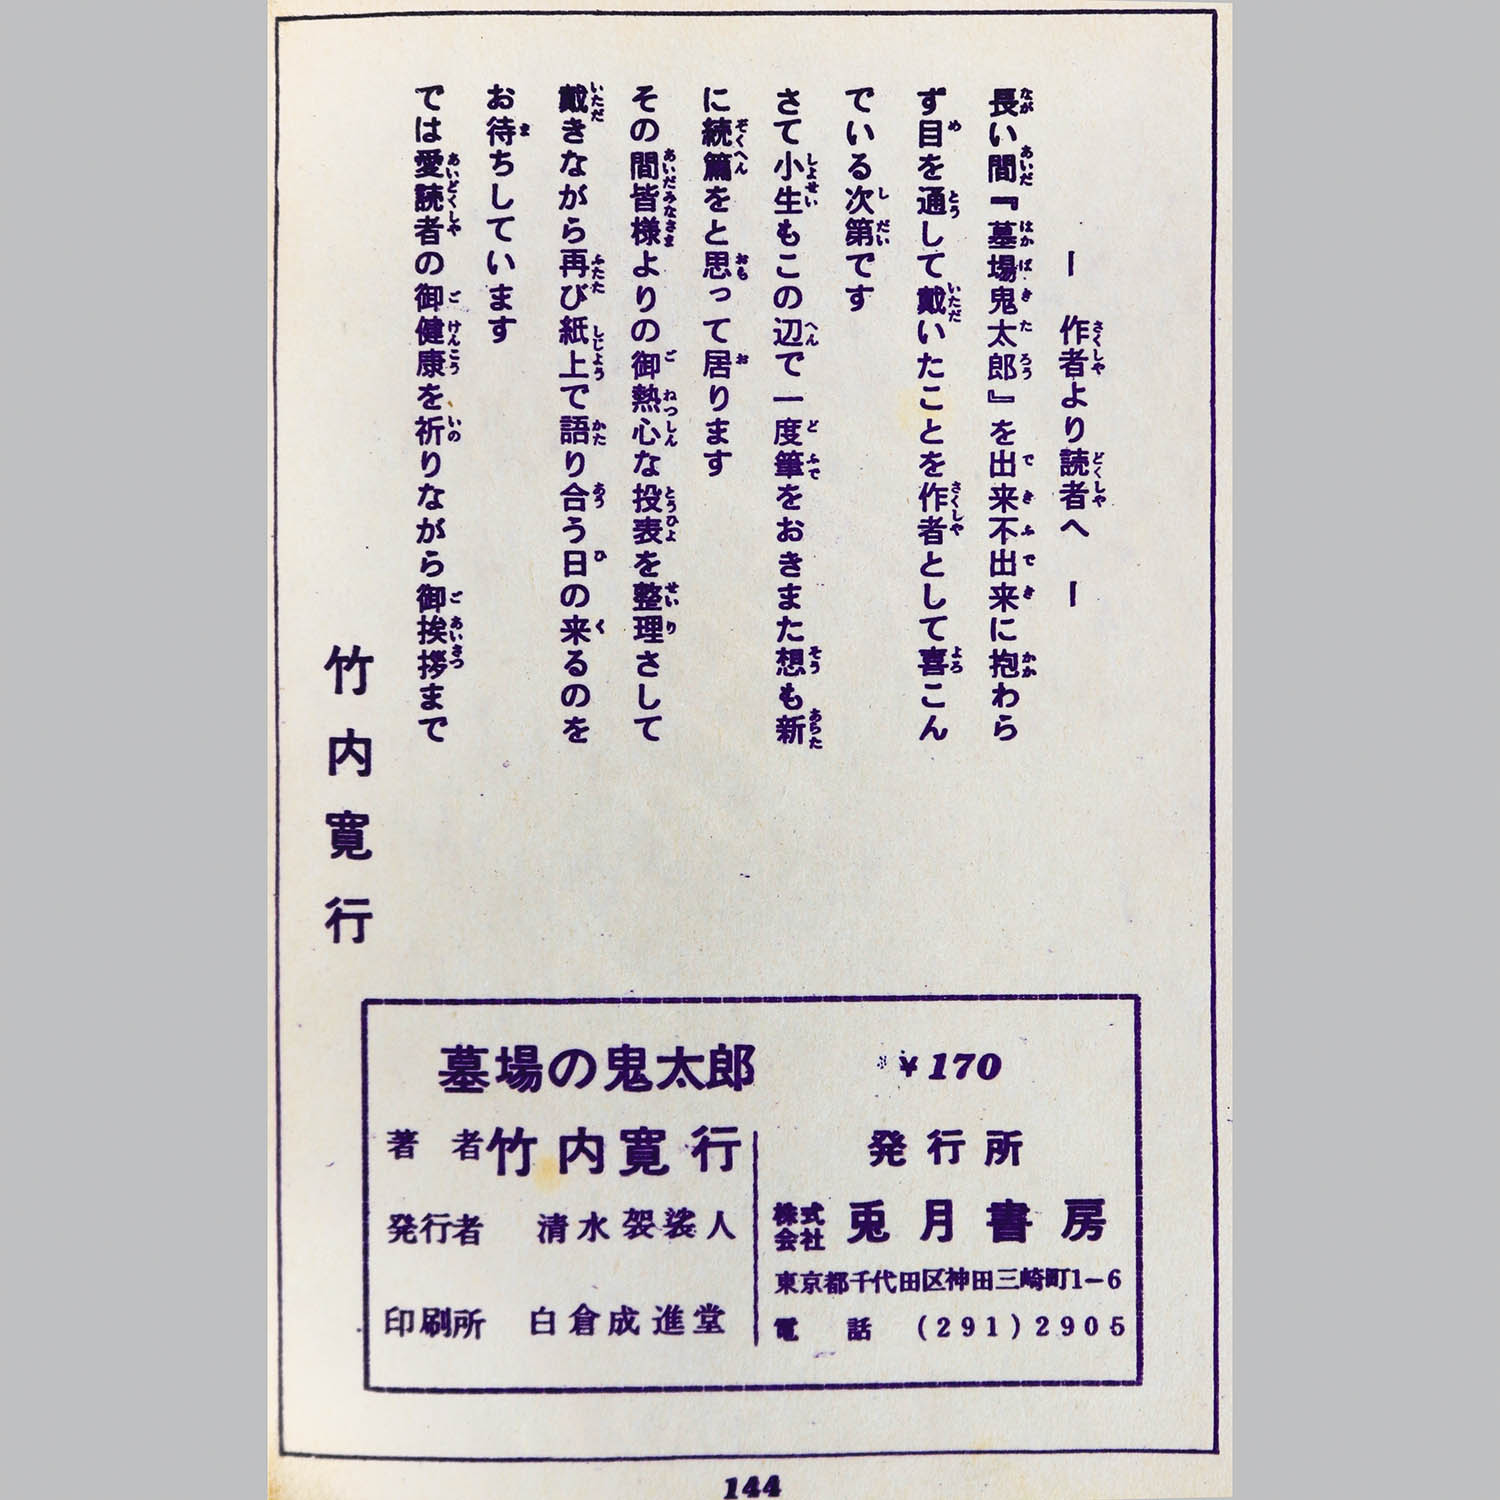 ー 作者より読者へ ー
長い間『墓場鬼太郎』を出来不出来に抱わら
ず目を通して戴いたことを作者として喜こん
でいる次第です
さて小生もこの辺で一度筆をおきまた想も新
に続篇をと思って居ります
その間皆様よりの御熱心な投表を整理さして
戴きながら再び紙上で語り合う日の来るのを
お待ちしています
では愛読者の御健康を祈りながら御挨拶まで
竹内寛行
墓場の鬼太郎
¥170
著者 竹内寛行
発行者 清水袈裟人
印刷所 白倉成進堂
発行所
株式会社 兎月書房
東京都千代田区神田三崎町1-6
電話 (291)2905
144